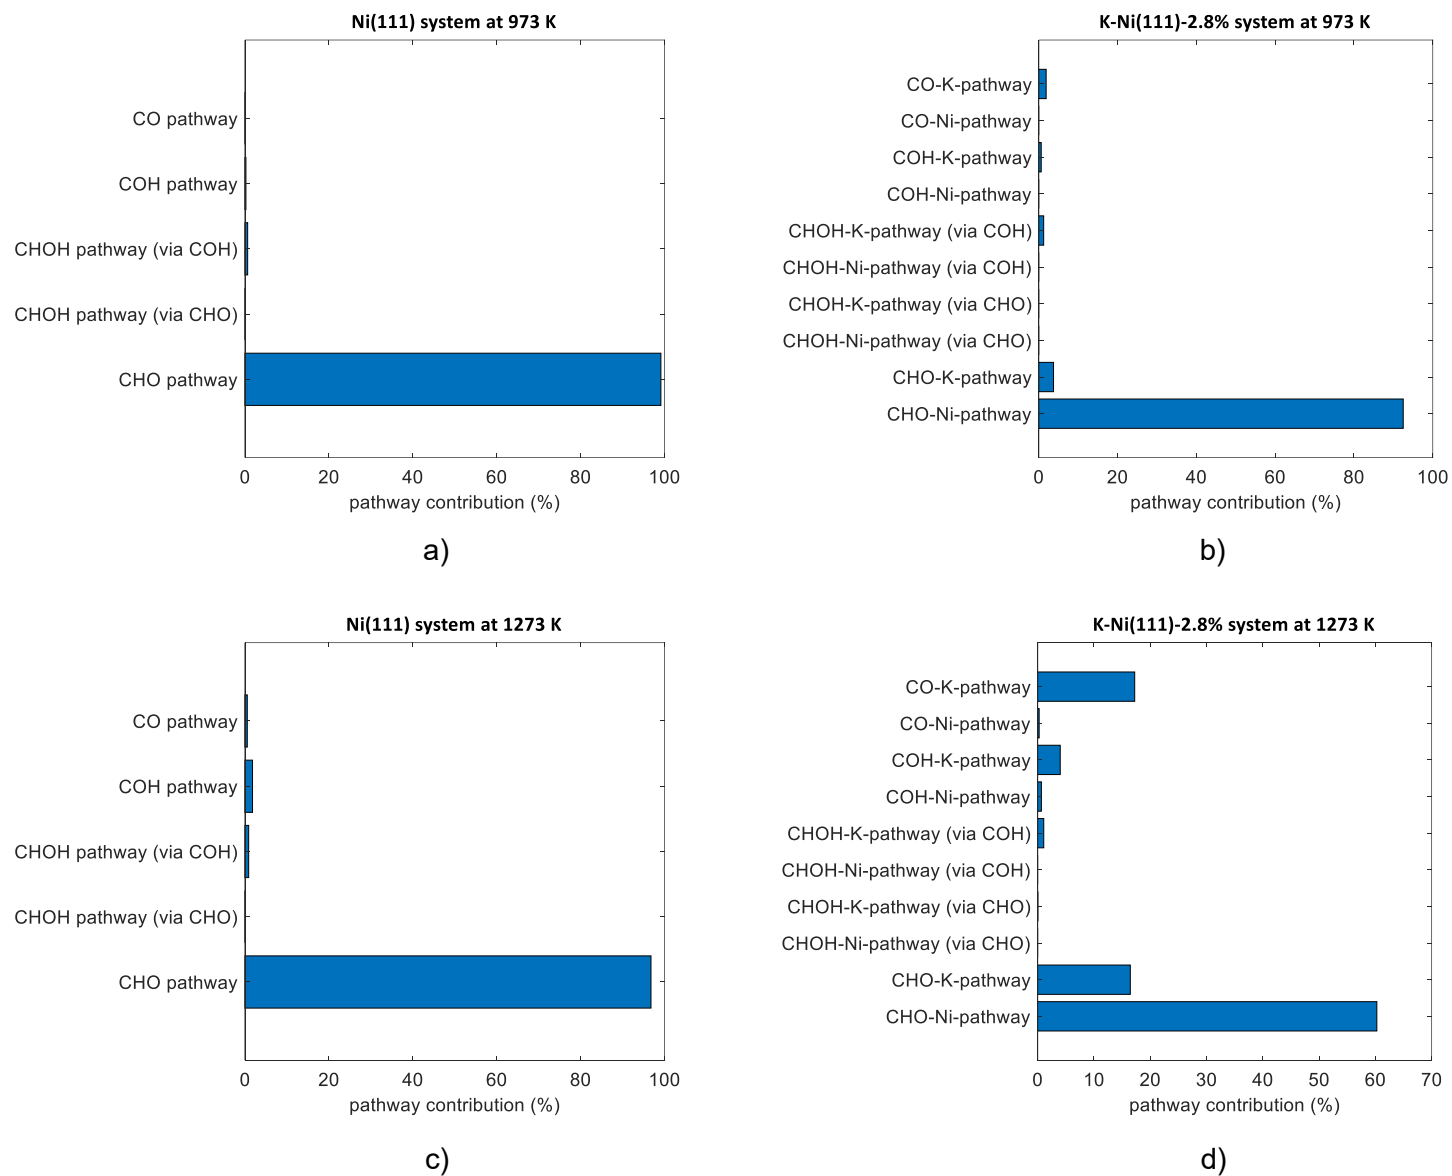 Ni(111) system at 973 K
CO pathway
COH pathway
CHOH pathway (via COH)
CHOH pathway (via CHO)
CHO pathway
0 20 40 60 80 100
pathway contribution (%)
a)
K-Ni(111)-2.8% system at 973 K
CO-K-pathway
CO-Ni-pathway
COH-K-pathway
COH-Ni-pathway
CHOH-K-pathway (via COH)
CHOH-Ni-pathway (via COH)
CHOH-K-pathway (via CHO)
CHOH-Ni-pathway (via CHO)
CHO-K-pathway
CHO-Ni-pathway
0 20 40 60 80 100
pathway contribution (%)
b)
Ni(111) system at 1273 K
CO pathway
COH pathway
CHOH pathway (via COH)
CHOH pathway (via CHO)
CHO pathway
0 20 40 60 80 100
pathway contribution (%)
c)
K-Ni(111)-2.8% system at 1273 K
CO-K-pathway
CO-Ni-pathway
COH-K-pathway
COH-Ni-pathway
CHOH-K-pathway (via COH)
CHOH-Ni-pathway (via COH)
CHOH-K-pathway (via CHO)
CHOH-Ni-pathway (via CHO)
CHO-K-pathway
CHO-Ni-pathway
0 10 20 30 40 50 60 70
pathway contribution (%)
d)